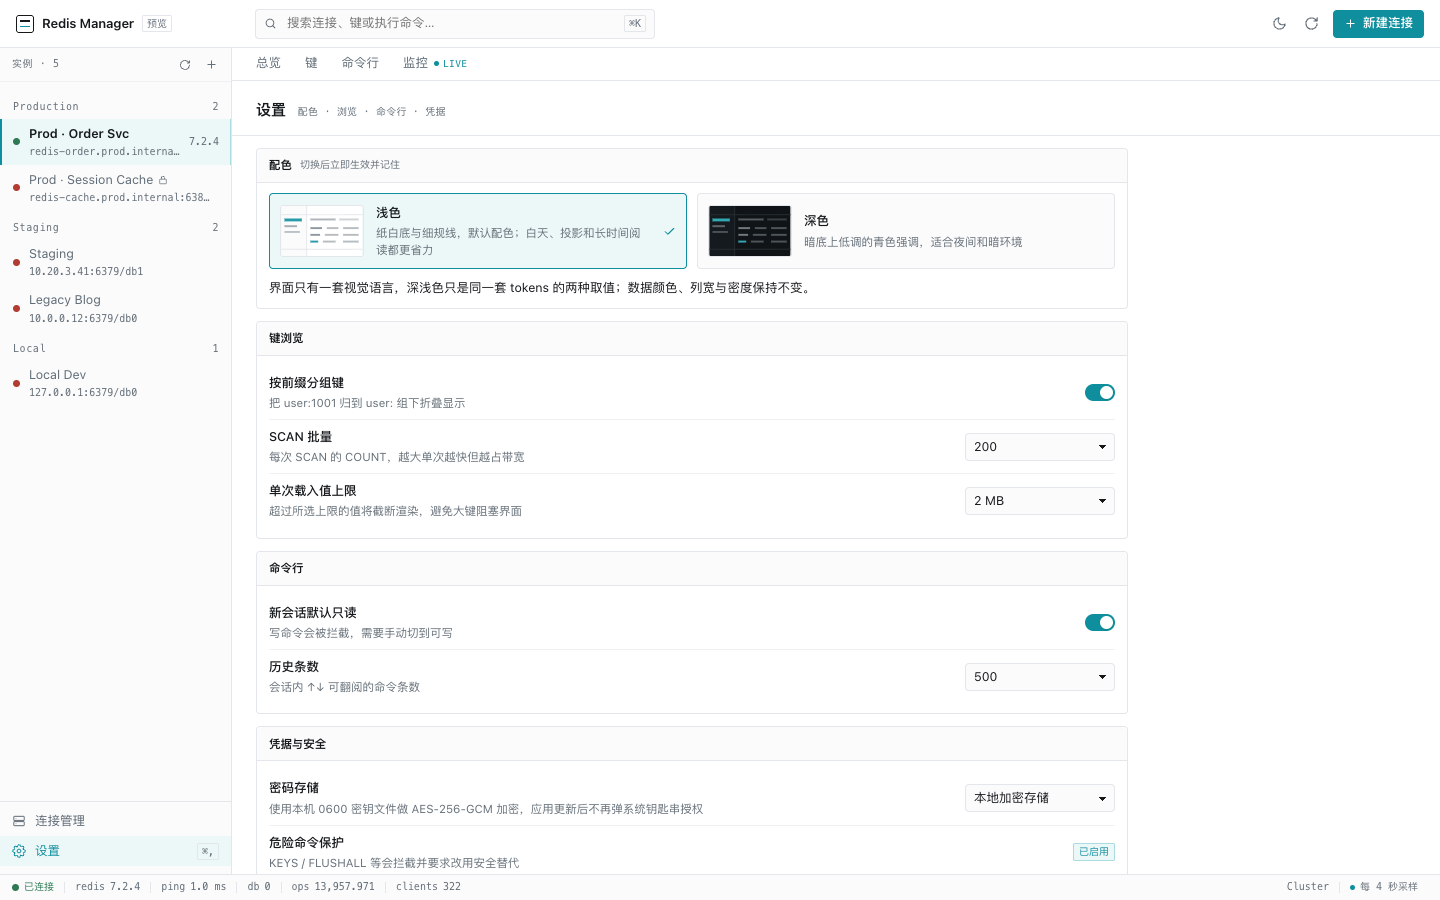 Redis Manager 预览
搜索连接、键或执行命令... ⌘K
新建连接
实例 · 5
总览 键 命令行 监控 LIVE
Production 2
Prod · Order Svc
redis-order.prod.interna… 7.2.4
Prod · Session Cache
redis-cache.prod.internal:638…
Staging 2
Staging
10.20.3.41:6379/db1
Legacy Blog
10.0.0.12:6379/db0
Local 1
Local Dev
127.0.0.1:6379/db0
连接管理
设置 ⌘,
设置 配色 · 浏览 · 命令行 · 凭据
配色 切换后立即生效并记住
浅色
纸白底与细规线，默认配色；白天、投影和长时间阅
读都更省力
深色
暗底上低调的青色强调，适合夜间和暗环境
界面只有一套视觉语言，深浅色只是同一套 tokens 的两种取值；数据颜色、列宽与密度保持不变。
键浏览
按前缀分组键
把 user:1001 归到 user: 组下折叠显示
SCAN 批量
每次 SCAN 的 COUNT，越大单次越快但越占带宽
200
单次载入值上限
超过所选上限的值将截断渲染，避免大键阻塞界面
2 MB
命令行
新会话默认只读
写命令会被拦截，需要手动切到可写
历史条数
会话内 ↑↓ 可翻阅的命令条数
500
凭据与安全
密码存储
使用本机 0600 密钥文件做 AES-256-GCM 加密，应用更新后不再弹系统钥匙串授权
本地加密存储
危险命令保护
KEYS / FLUSHALL 等会拦截并要求改用安全替代
已启用
已连接 redis 7.2.4 ping 1.0 ms db 0 ops 13,957.971 clients 322
Cluster 每 4 秒采样